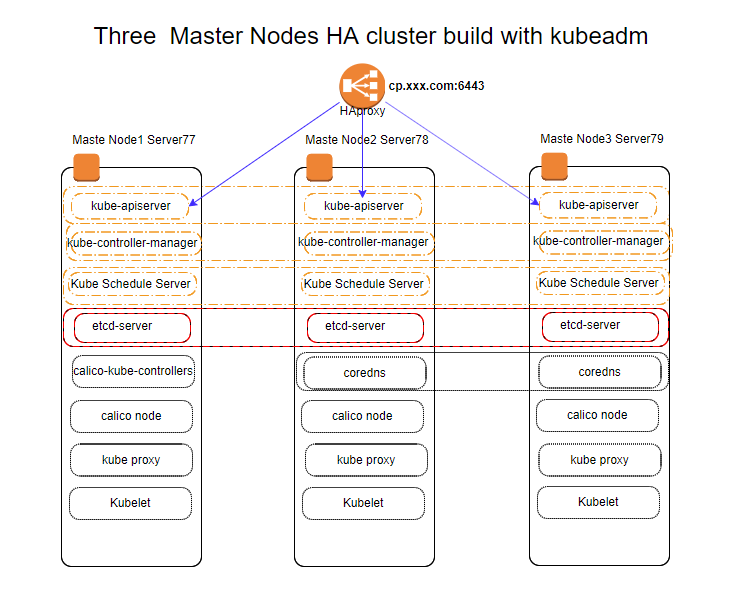 Three Master Nodes HA cluster build with kubeadm
cp.xxx.com:6443
HAproxy
Maste Node1 Server77
Maste Node2 Server78
Maste Node3 Server79
kube-apiserver
kube-apiserver
kube-apiserver
kube-controller-manager
kube-controller-manager
kube-controller-manager
Kube Schedule Server
Kube Schedule Server
Kube Schedule Server
etcd-server
etcd-server
etcd-server
calico-kube-controllers
coredns
coredns
calico node
calico node
calico node
kube proxy
kube proxy
kube proxy
Kubelet
Kubelet
Kubelet